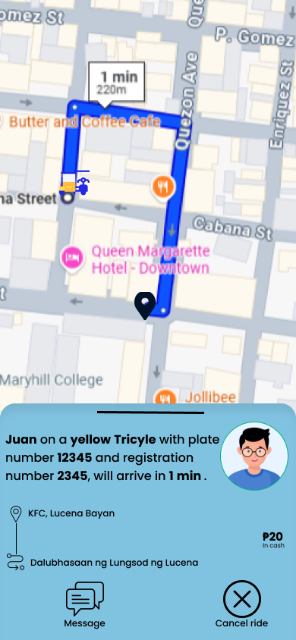 omez St
Que
P. Gomez
1 min
220m
Butter and Coffee Cafe
Quezon Ave
Enriquez St
na Street
Cabana St
Queen Margarette
Hotel - Downtown
t
Maryhill College
Jollibee
Juan on a yellow Tricyle with plate
number 12345 and registration
number 2345, will arrive in 1 min .
KFC, Lucena Bayan
₱20
In cash
Dalubhasaan ng Lungsod ng Lucena
Message
Cancel ride